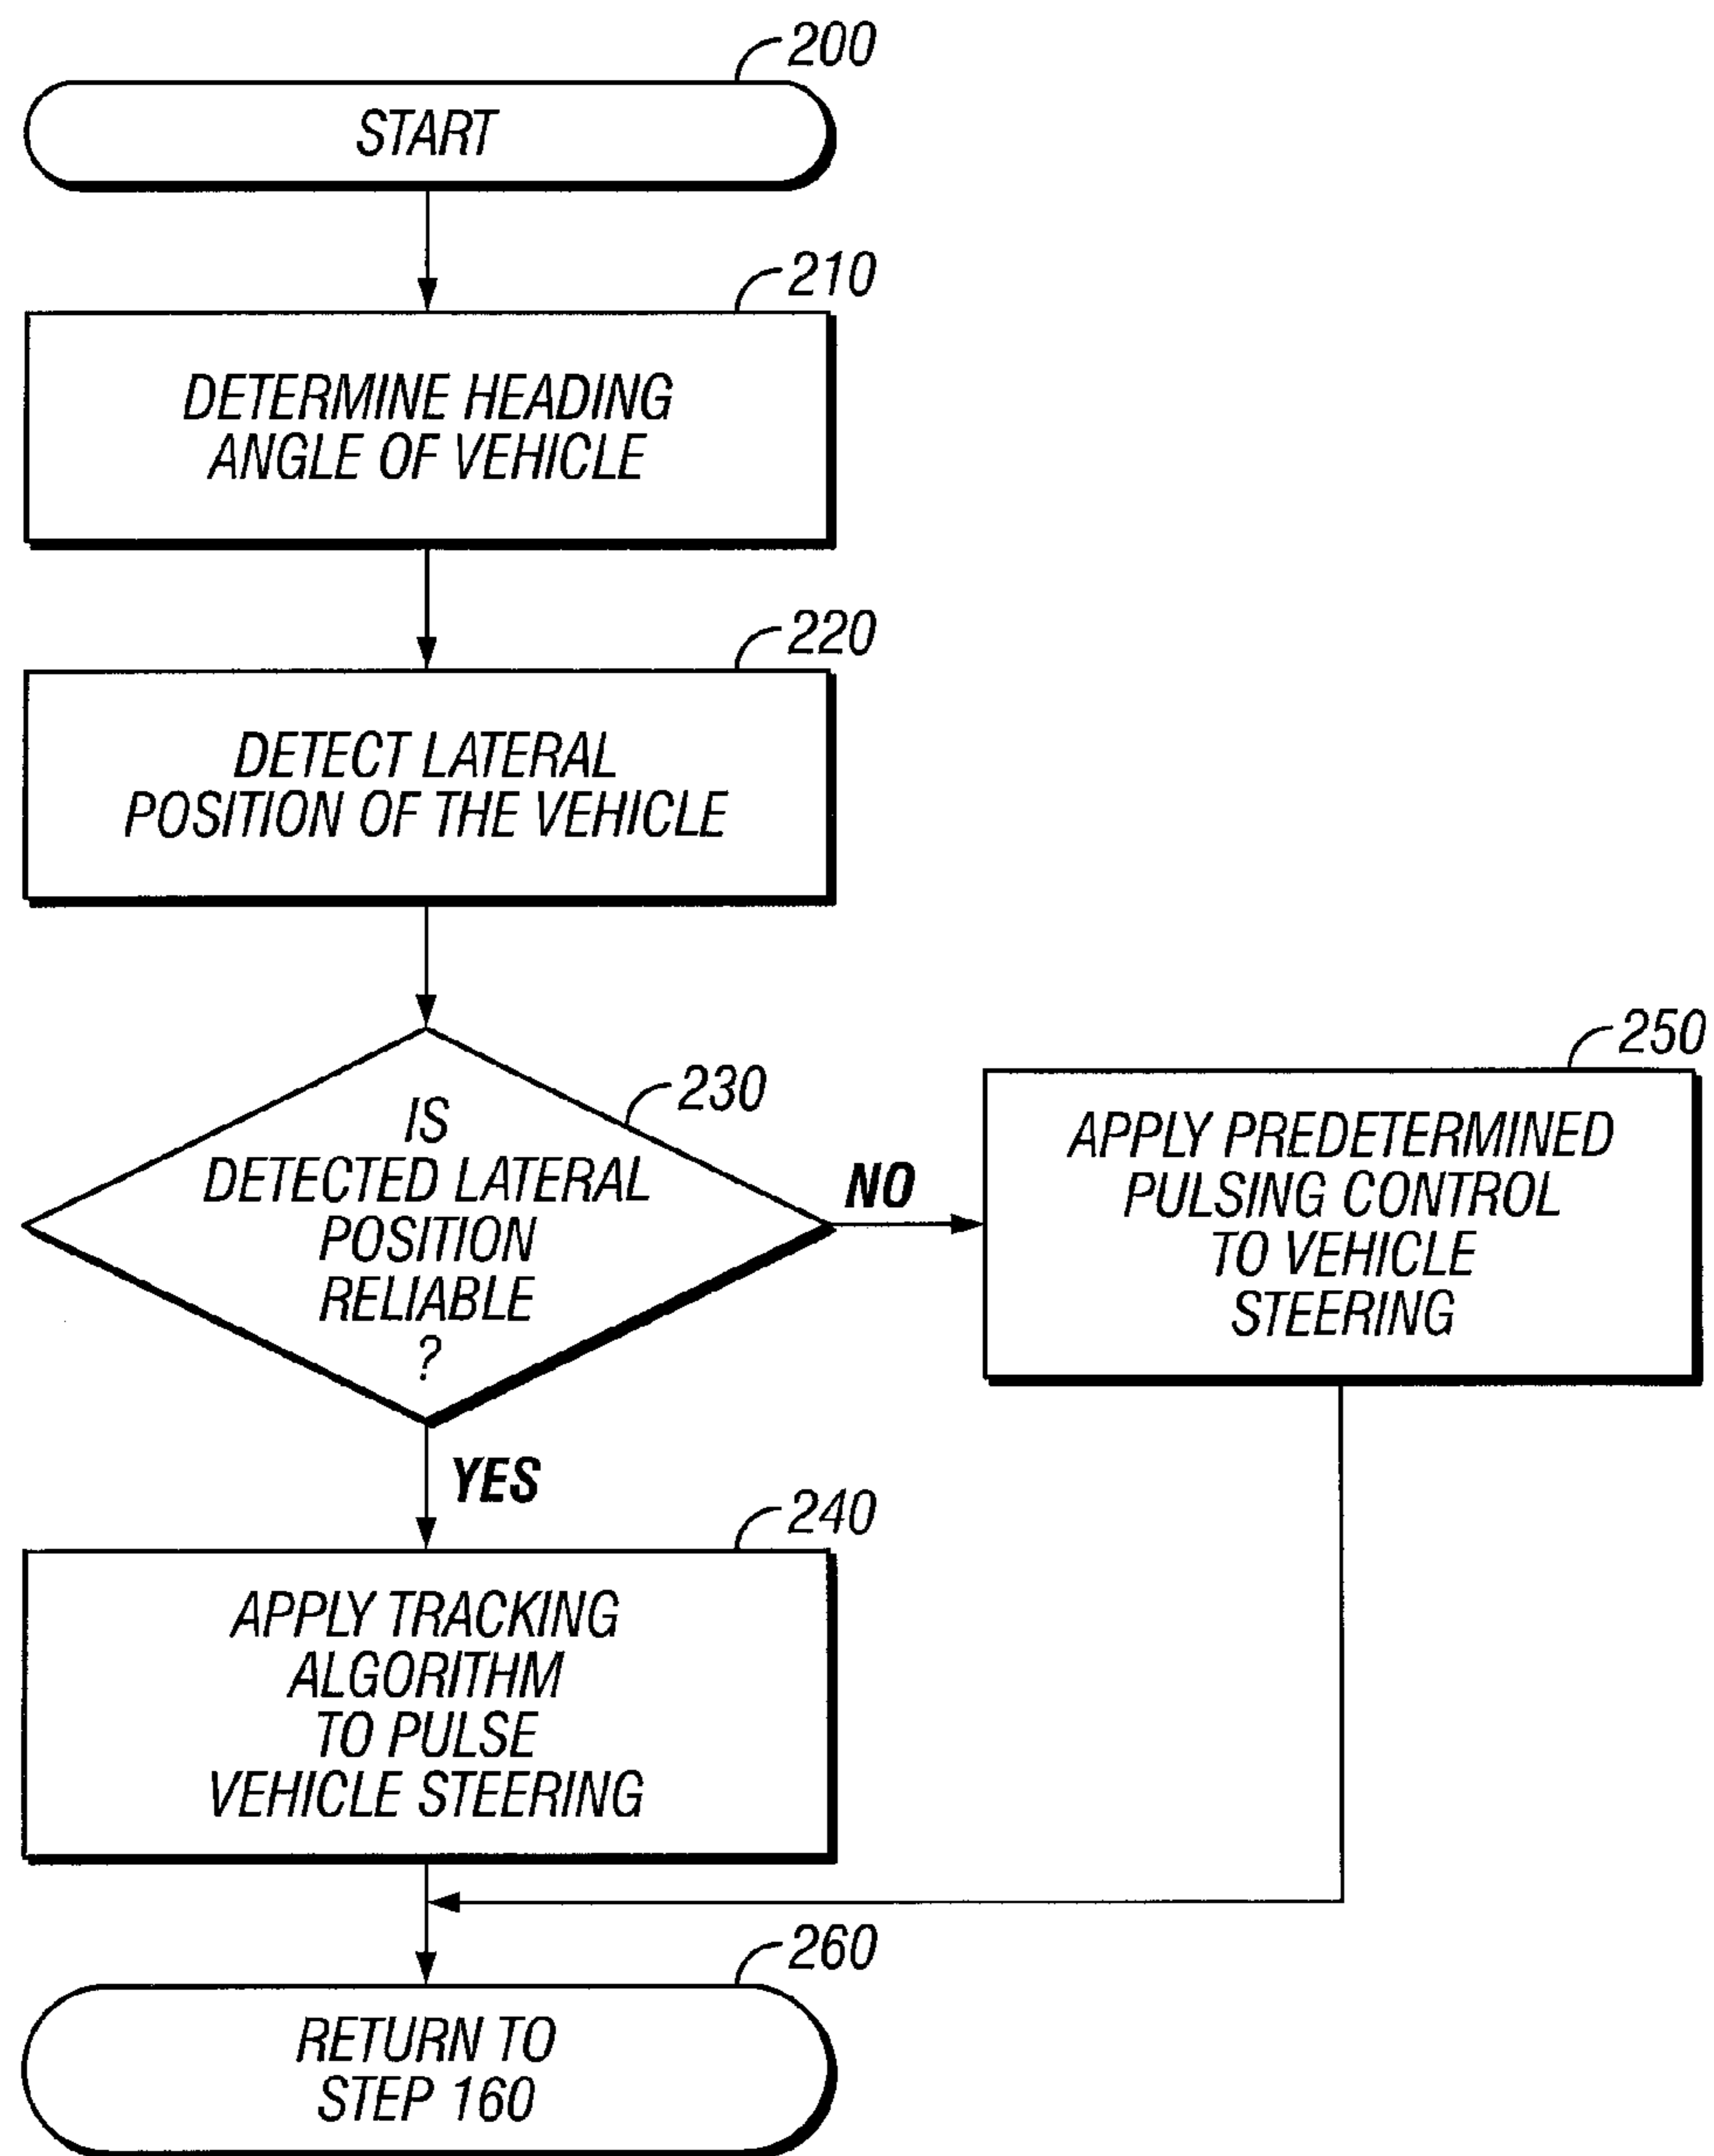 200
START
210
DETERMINE HEADING
ANGLE OF VEHICLE
220
DETECT LATERAL
POSITION OF THE VEHICLE
230
IS
DETECTED LATERAL
POSITION
RELIABLE
?
NO
250
APPLY PREDETERMINED
PULSING CONTROL
TO VEHICLE
STEERING
YES
240
APPLY TRACKING
ALGORITHM
TO PULSE
VEHICLE STEERING
260
RETURN TO
STEP 160